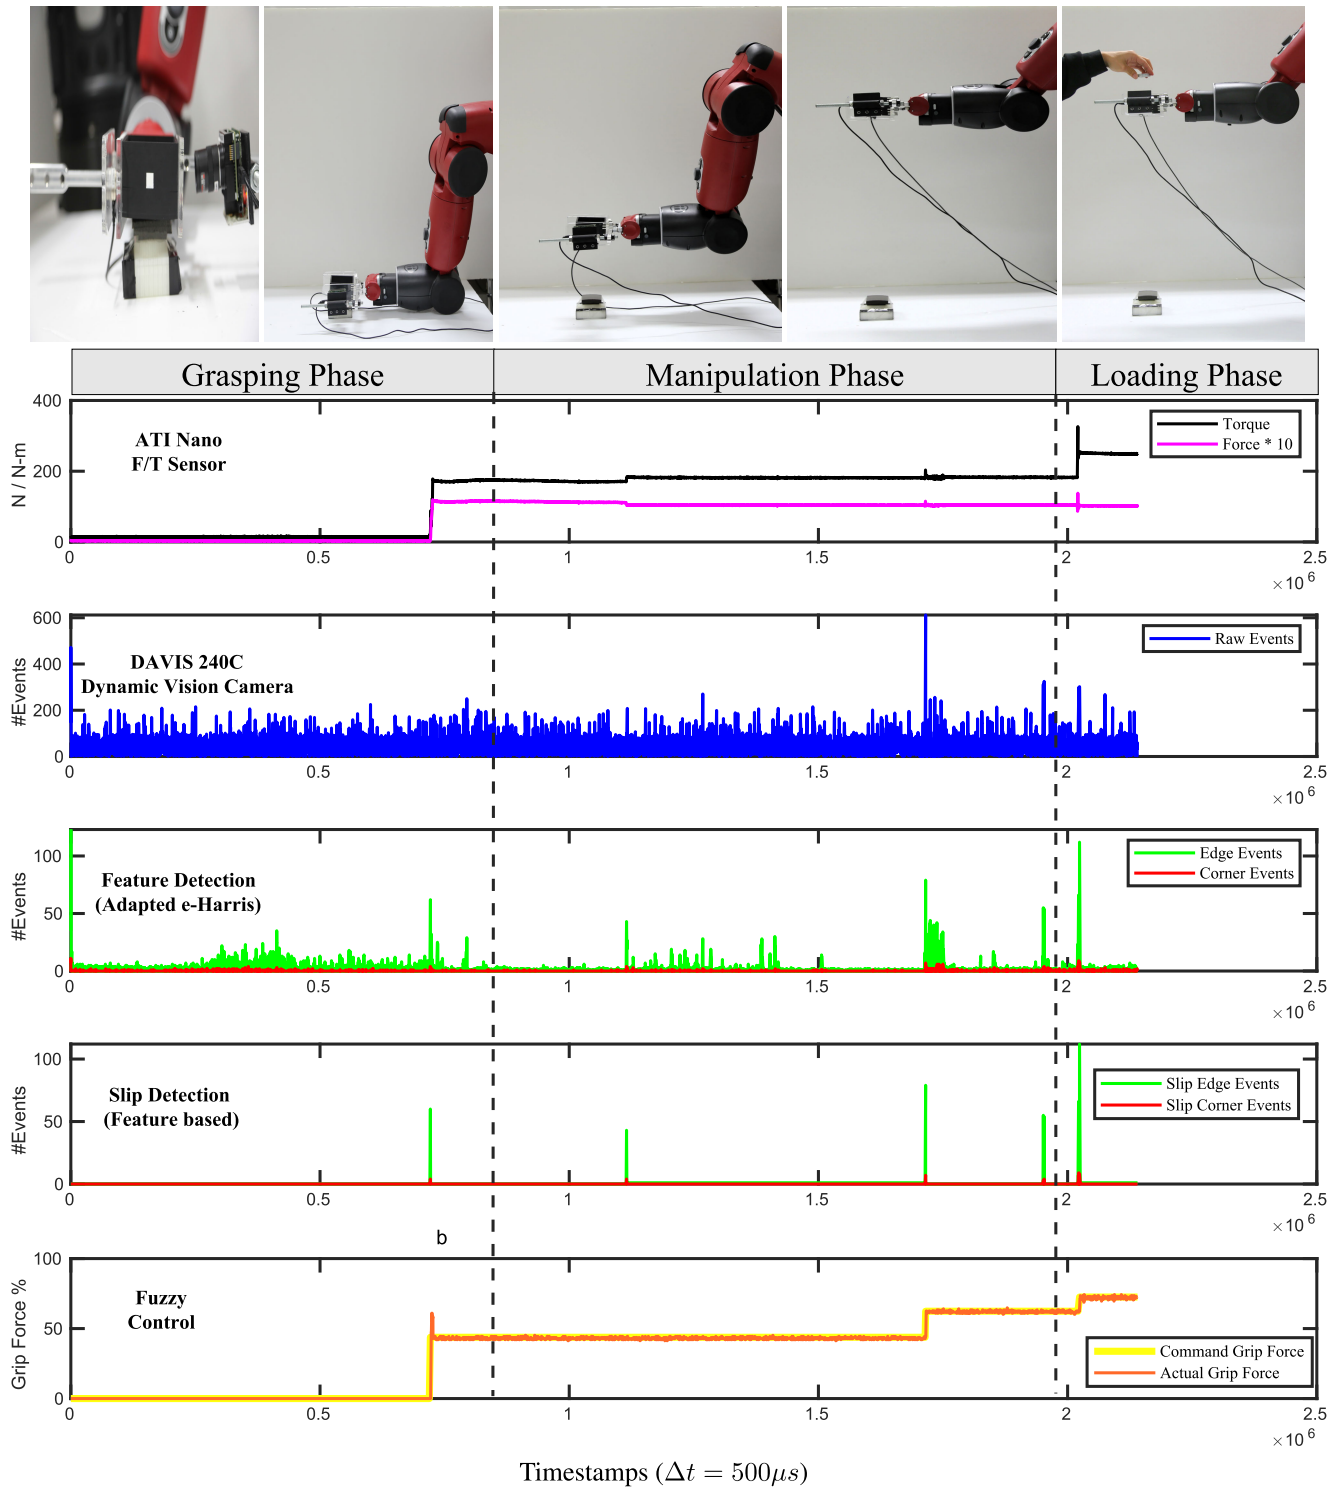 Grasping Phase Manipulation Phase Loading Phase
400
200
0
N / N-m
ATI Nano
F/T Sensor
Torque
Force * 10
0 0.5 1 1.5 2 2.5
×10⁶
600
400
200
0
#Events
DAVIS 240C
Dynamic Vision Camera
Raw Events
0 0.5 1 1.5 2 2.5
×10⁶
100
50
0
#Events
Feature Detection
(Adapted e-Harris)
Edge Events
Corner Events
0 0.5 1 1.5 2 2.5
×10⁶
100
50
0
#Events
Slip Detection
(Feature based)
Slip Edge Events
Slip Corner Events
0 0.5 1 1.5 2 2.5
×10⁶
b
100
50
0
Grip Force %
Fuzzy
Control
Command Grip Force
Actual Grip Force
0 0.5 1 1.5 2 2.5
×10⁶
Timestamps (Δt = 500μs)